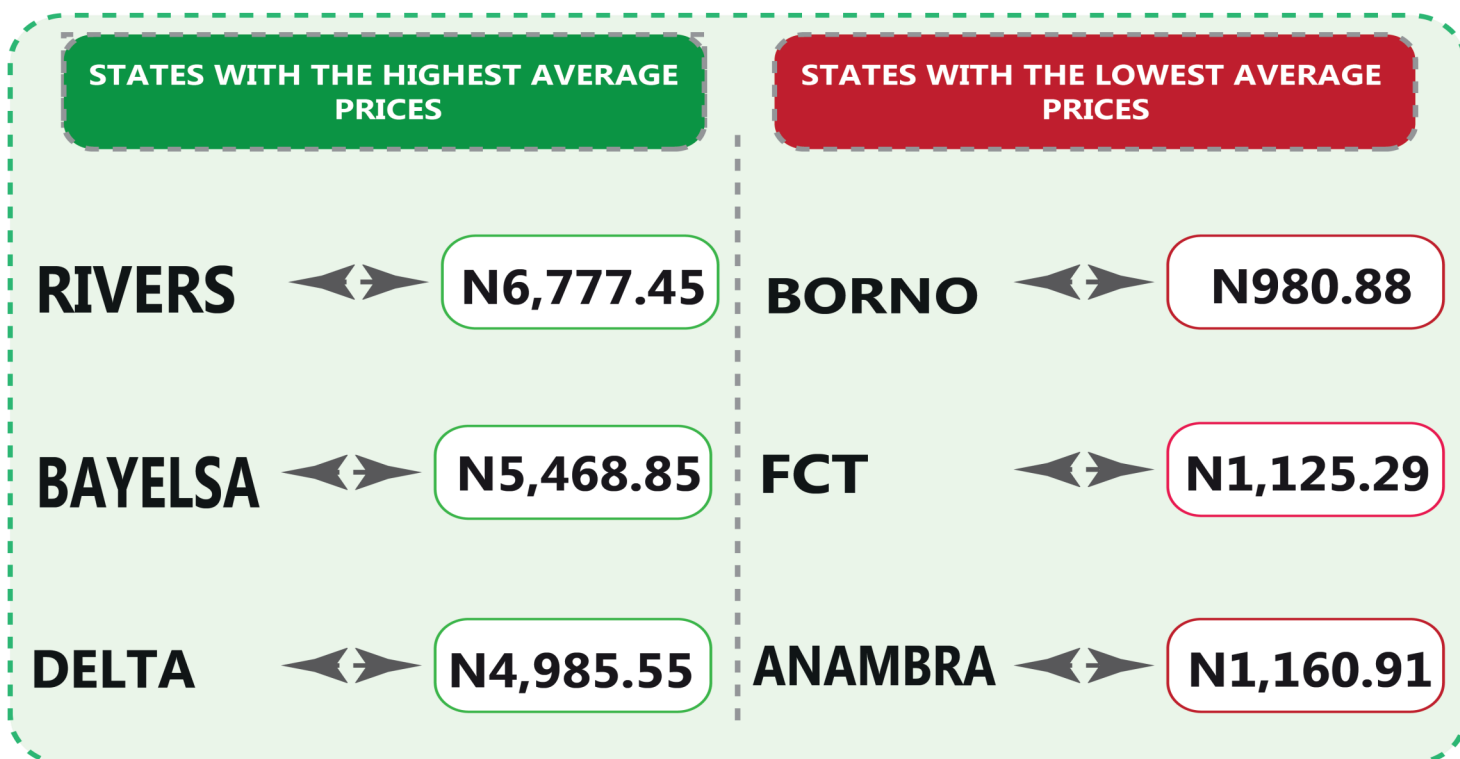 STATES WITH THE HIGHEST AVERAGE
PRICES
RIVERS N6,777.45
BAYELSA N5,468.85
DELTA N4,985.55
STATES WITH THE LOWEST AVERAGE
PRICES
BORNO N980.88
FCT N1,125.29
ANAMBRA N1,160.91